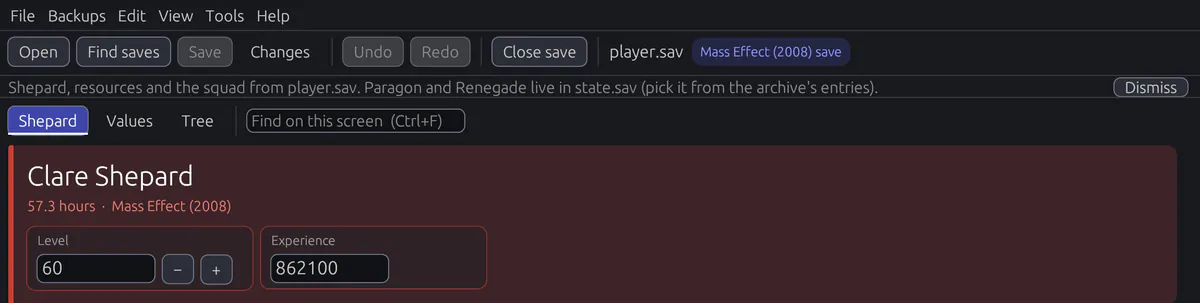 File Backups Edit View Tools Help
Open Find saves Save Changes Undo Redo Close save player.sav Mass Effect (2008) save
Shepard, resources and the squad from player.sav. Paragon and Renegade live in state.sav (pick it from the archive's entries). Dismiss
Shepard Values Tree Find on this screen (Ctrl+F)
Clare Shepard
57.3 hours · Mass Effect (2008)
Level Experience
60 − + 862100